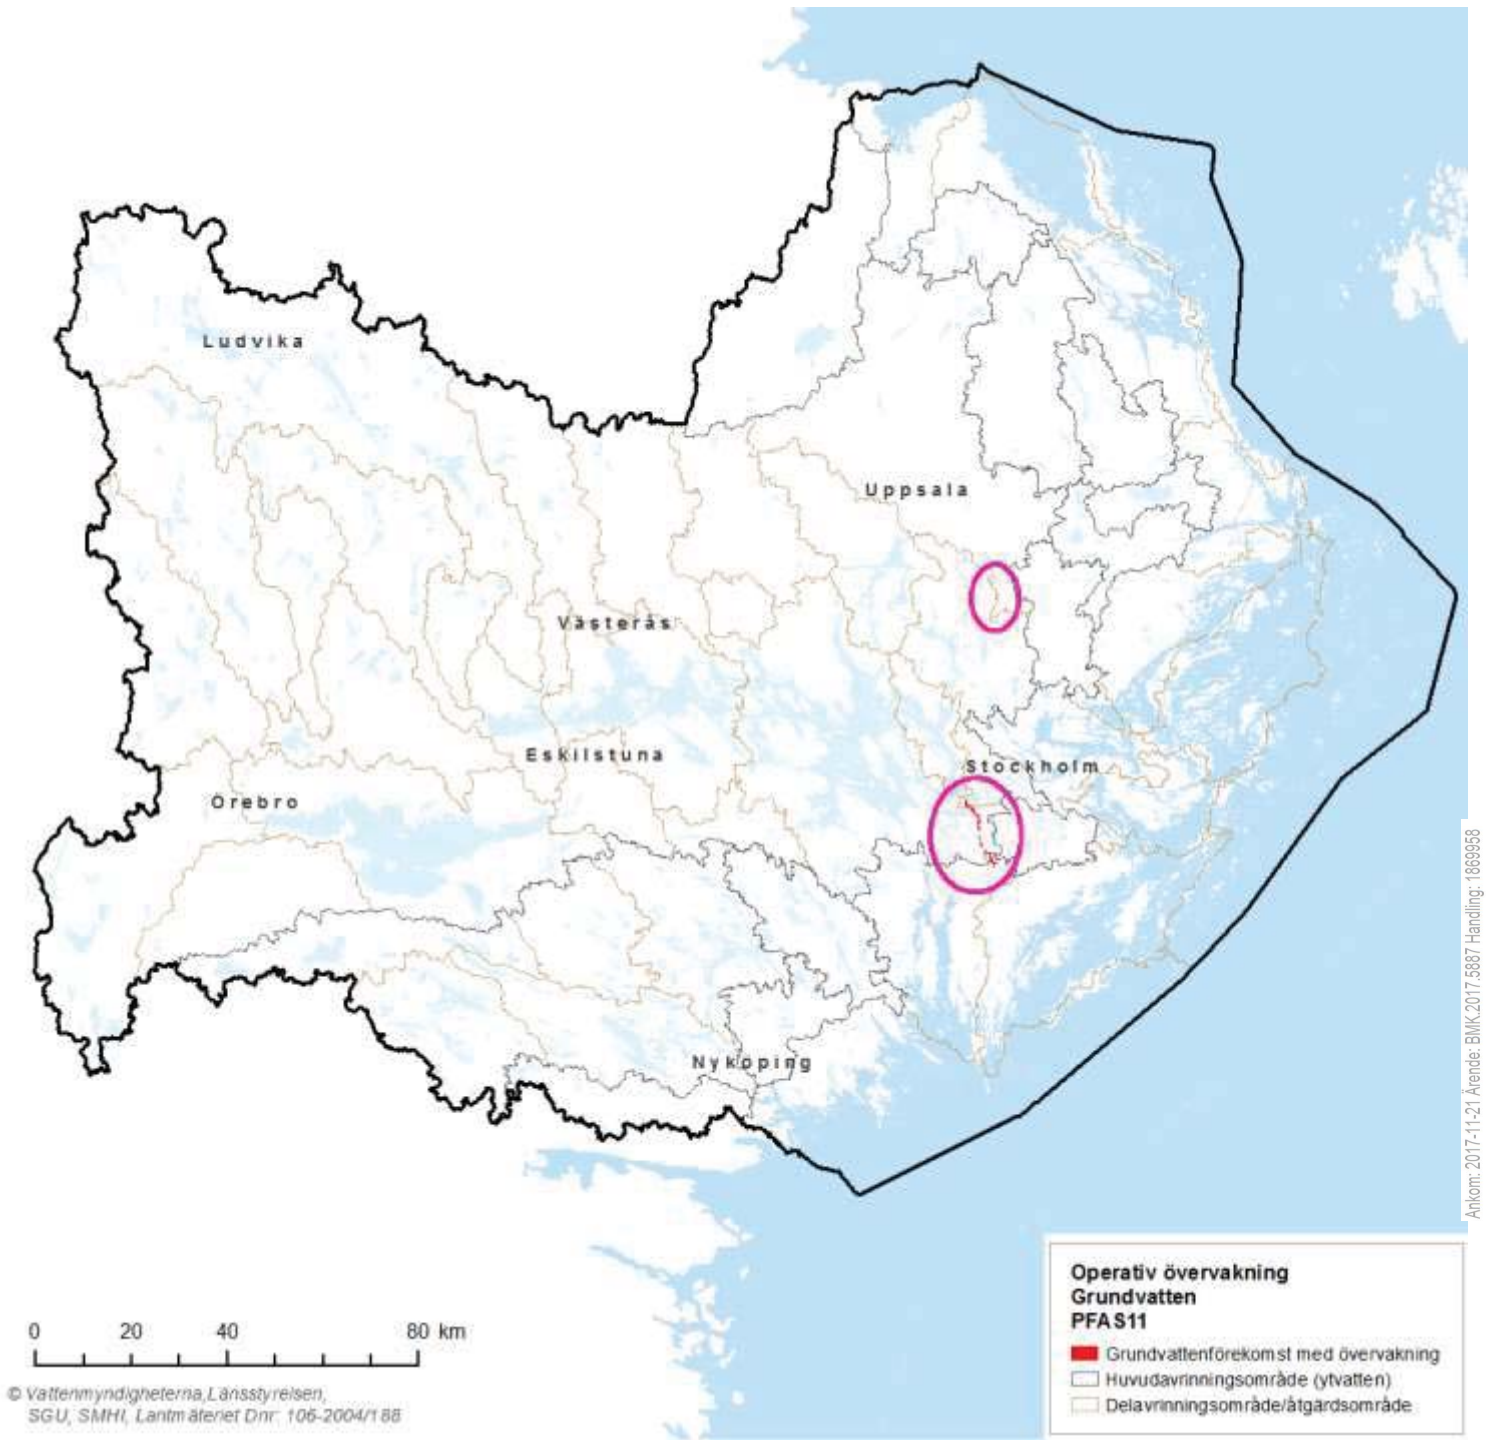 Ludvika
Uppsala
Västerås
Eskilstuna
Stockholm
Örebro
Nyköping
Operativ övervakning
Grundvatten
PFAS11
Grundvattenförekomst med övervakning
Huvudavrinningsområde (ytvatten)
Delavrinningsområde/åtgärdsområde
0 20 40 80 km
© Vattenmyndigheterna,Länsstyrelsen,
SGU, SMHI, Lantmäteriet Dnr: 106-2004/188
Ankom: 2017-11-21 Ärende: BMK.2017.5887 Handling: 1869958